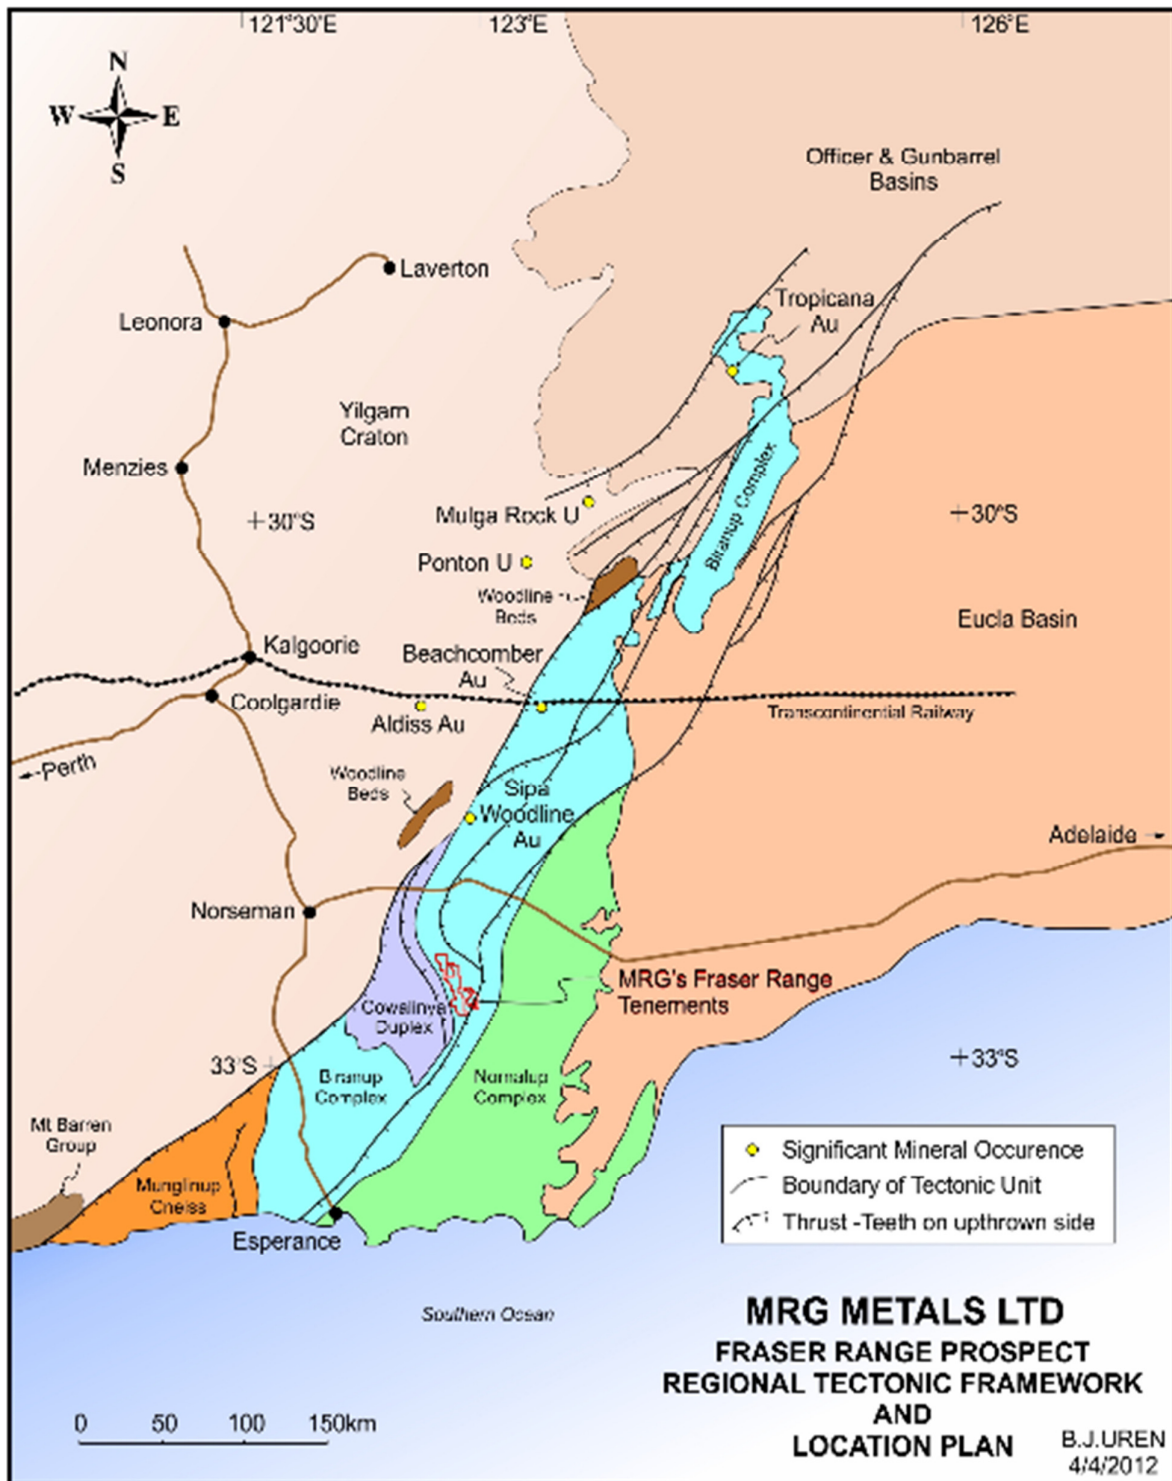 121°30'E
123°E
126°E
N
W E
S
Officer & Gunbarrel
Basins
Laverton
Tropicana
Au
Leonora
Yilgarn
Craton
Menzies
Biranup Complex
Mulga Rock U
30°S
30°S
Ponton U
Woodline
Beds
Eucla Basin
Kalgoorie
Beachcomber
Au
Coolgardie
Aldiss Au
Transcontinential Railway
Perth
Woodline
Beds
Sipa
Woodline
Au
Adelaide
Norseman
MRG's Fraser Range
Tenements
Cowalinya
Duplex
33°S
33°S
Biranup
Complex
Nornalup
Complex
Mt Barren
Group
Munglinup
Gneiss
Significant Mineral Occurence
Boundary of Tectonic Unit
Thrust -Teeth on upthrown side
Esperance
Southern Ocean
MRG METALS LTD
FRASER RANGE PROSPECT
REGIONAL TECTONIC FRAMEWORK
AND
LOCATION PLAN
0 50 100 150km
B.J.UREN
4/4/2012